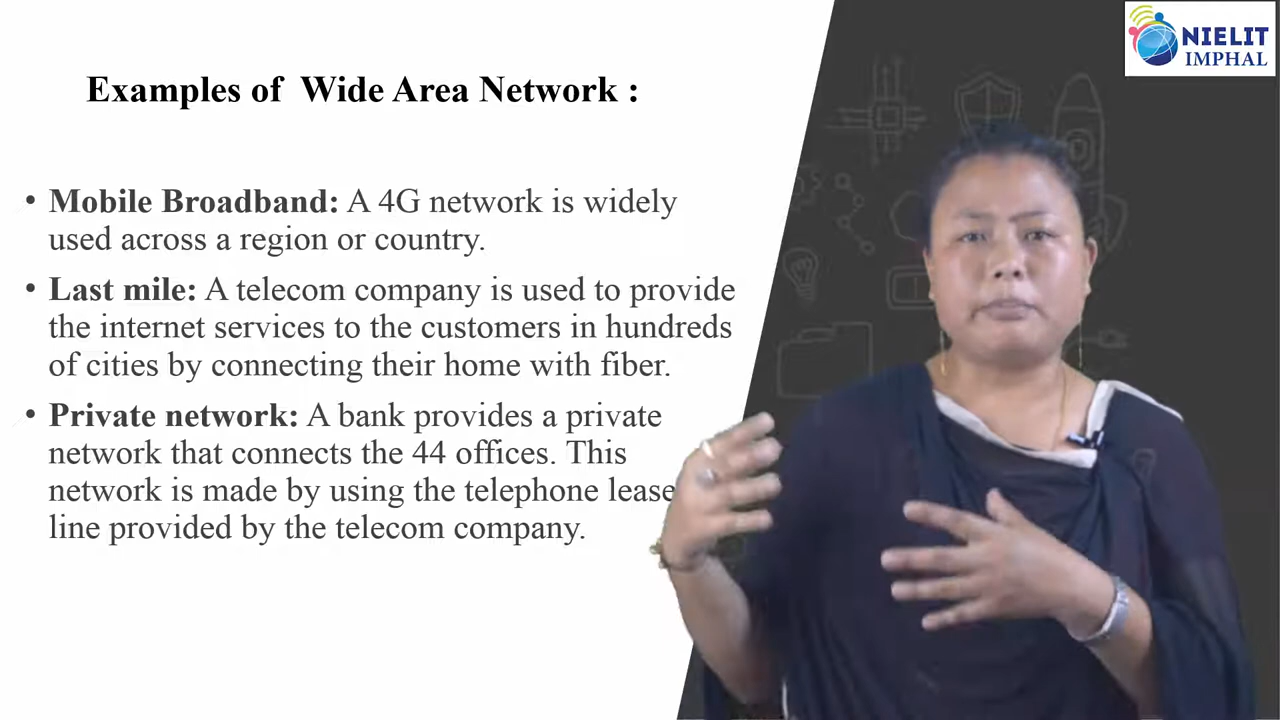 Examples of Wide Area Network :
• Mobile Broadband: A 4G network is widely
used across a region or country.
• Last mile: A telecom company is used to provide
the internet services to the customers in hundreds
of cities by connecting their home with fiber.
• Private network: A bank provides a private
network that connects the 44 offices. This
network is made by using the telephone lease
line provided by the telecom company.
NIELIT
IMPHAL